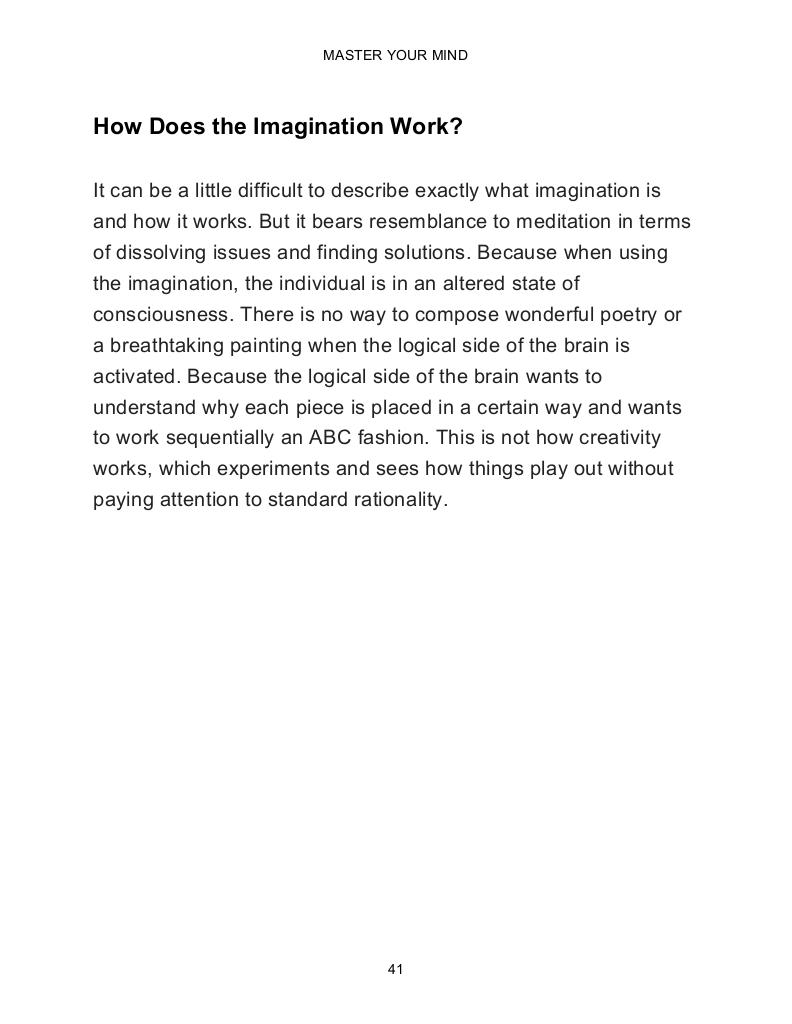 MASTER YOUR MIND
How Does the Imagination Work?
It can be a little difficult to describe exactly what imagination is
and how it works. But it bears resemblance to meditation in terms
of dissolving issues and finding solutions. Because when using
the imagination, the individual is in an altered state of
consciousness. There is no way to compose wonderful poetry or
a breathtaking painting when the logical side of the brain is
activated. Because the logical side of the brain wants to
understand why each piece is placed in a certain way and wants
to work sequentially an ABC fashion. This is not how creativity
works, which experiments and sees how things play out without
paying attention to standard rationality.
41